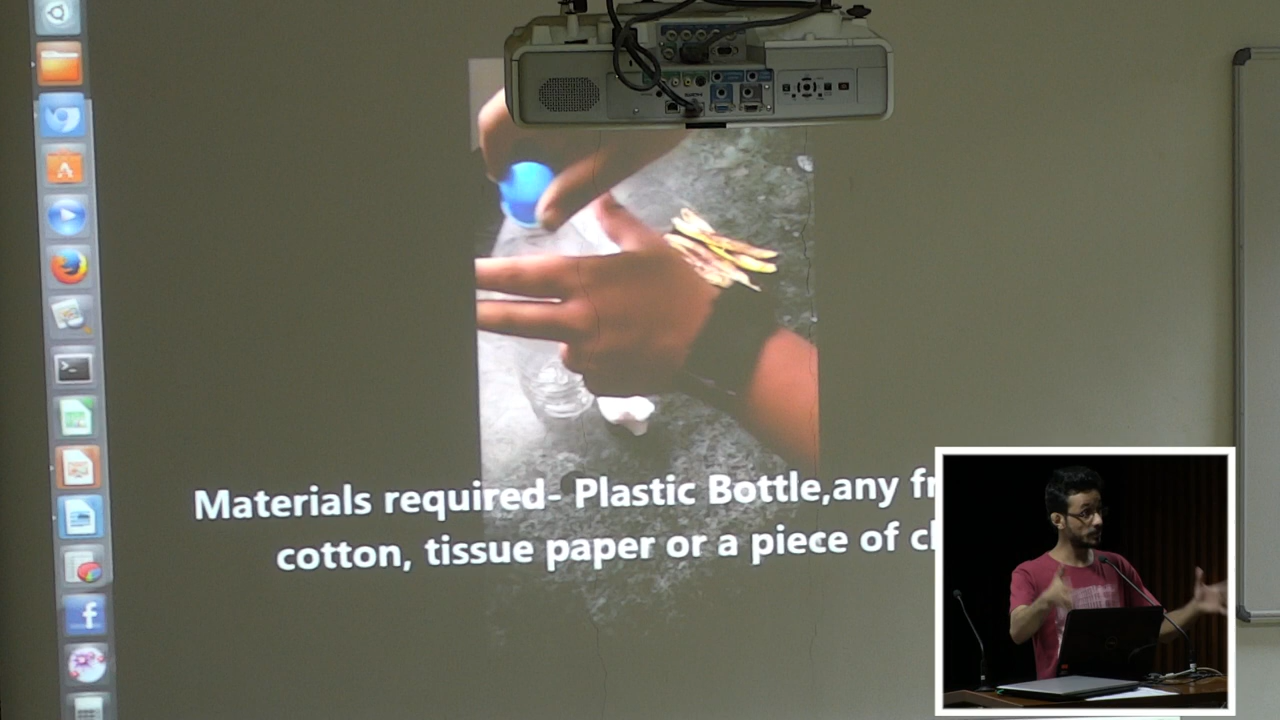 Materials required- Plastic Bottle,any
cotton, tissue paper or a piece of